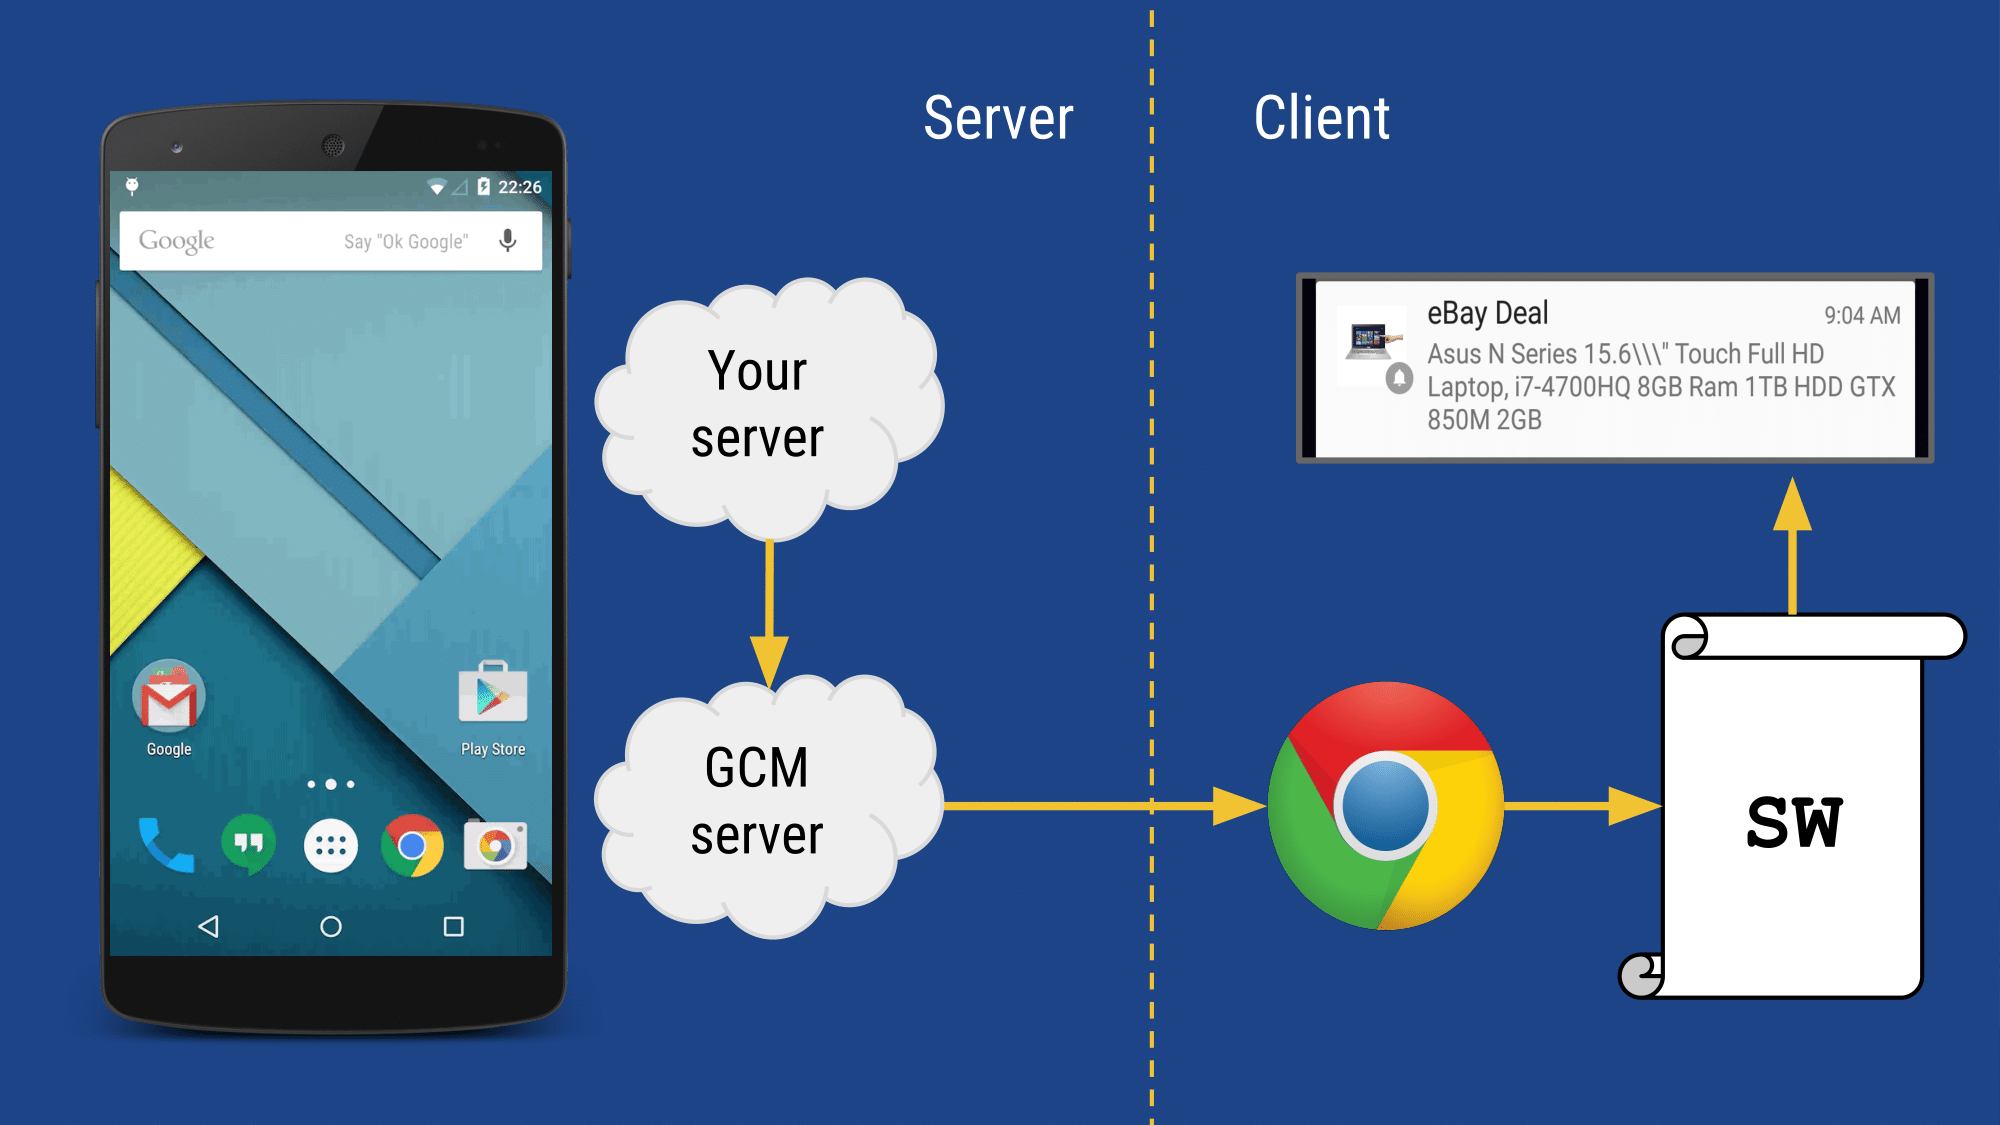 Server
Client
22:26
Google
Say "Ok Google"
Google
Play Store
Your
server
GCM
server
eBay Deal
9:04 AM
Asus N Series 15.6\\\" Touch Full HD
Laptop, i7-4700HQ 8GB Ram 1TB HDD GTX
850M 2GB
SW